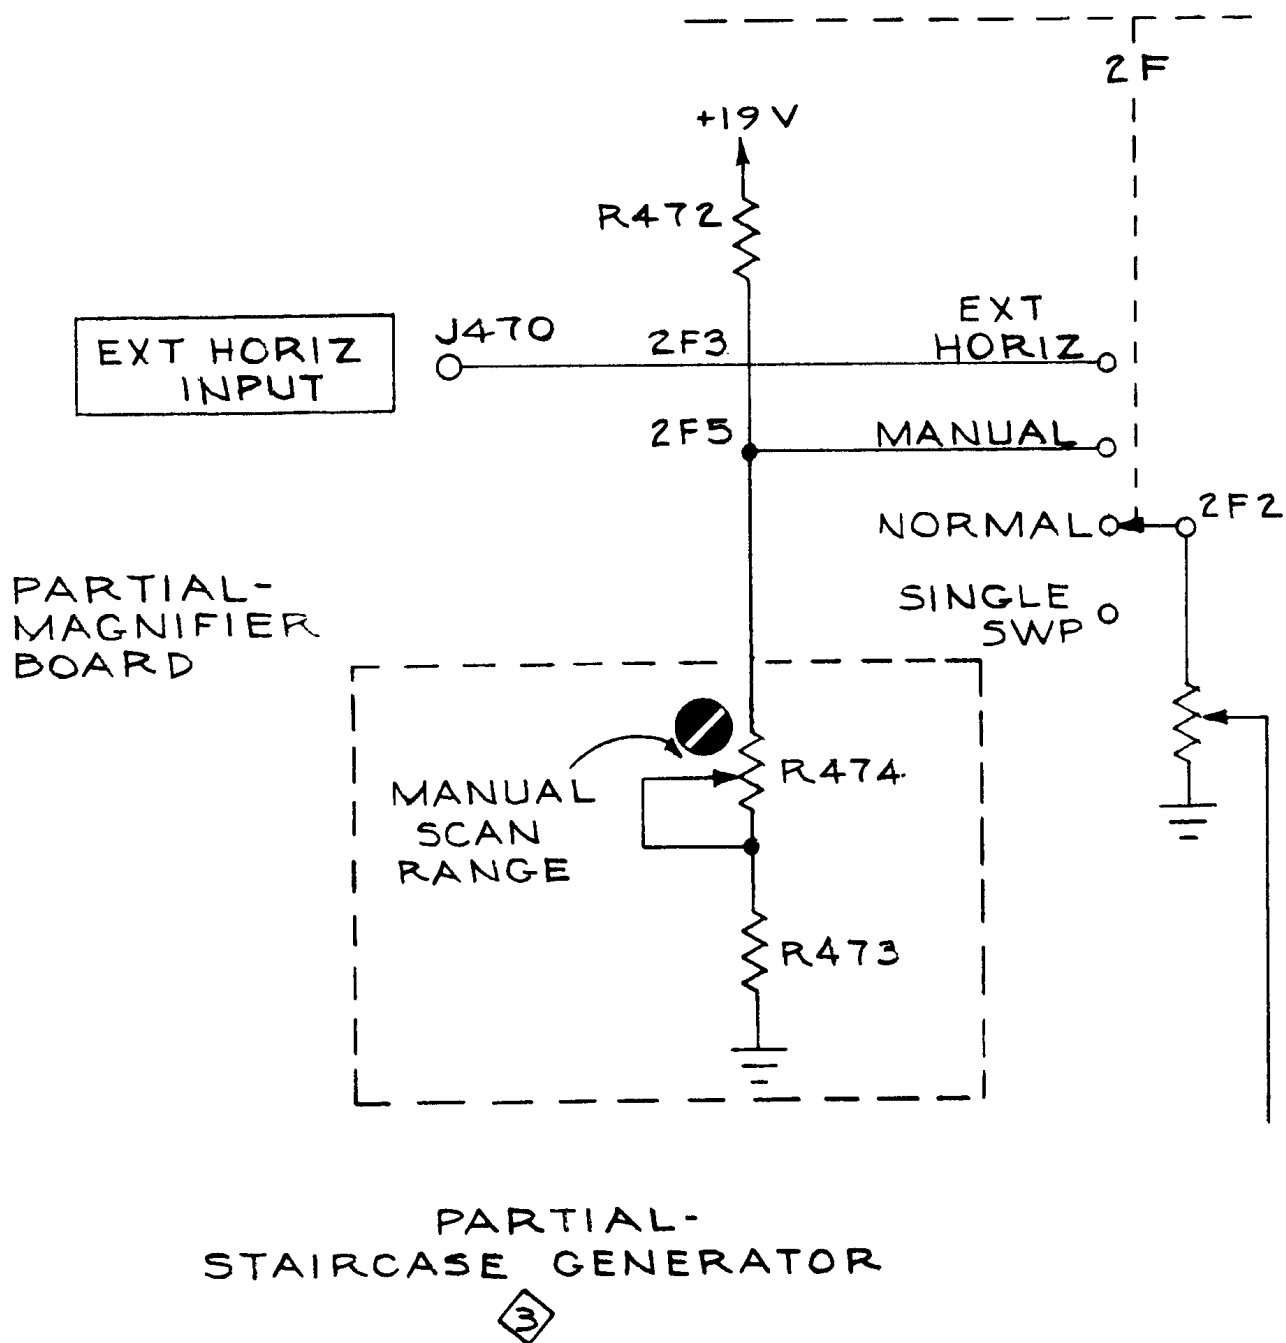 2F
+19V
R472
EXT HORIZ
INPUT
J470
2F3
EXT
HORIZ
2F5
MANUAL
NORMAL
2F2
SINGLE
SWP
PARTIAL-
MAGNIFIER
BOARD
R474
MANUAL
SCAN
RANGE
R473
PARTIAL-
STAIRCASE GENERATOR
3